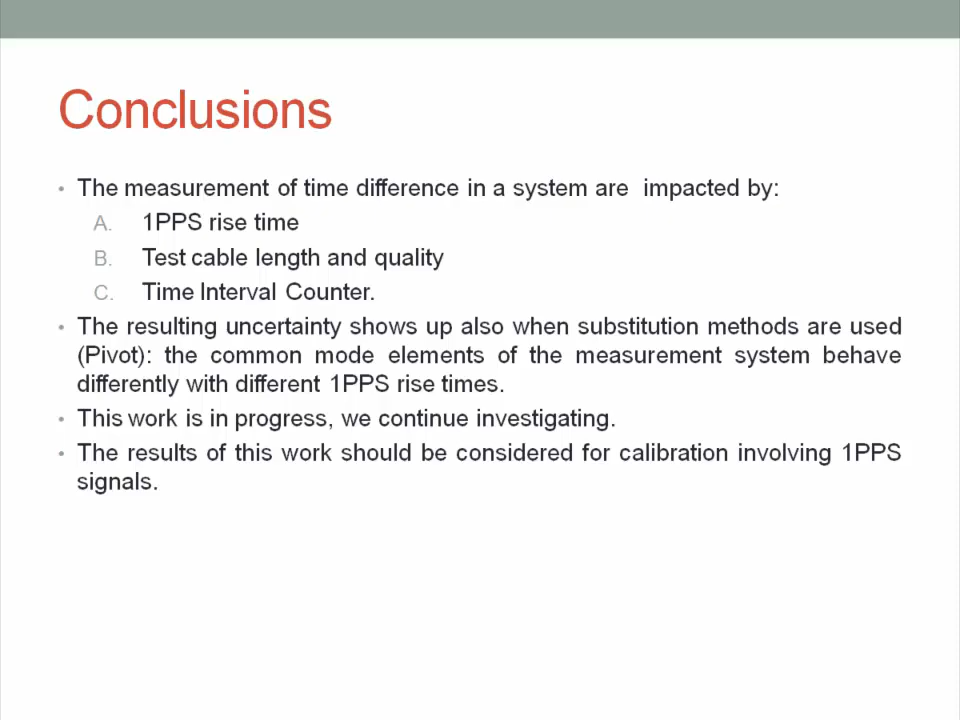 Conclusions
• The measurement of time difference in a system are  impacted by:
A. 1PPS rise time
B. Test cable length and quality
C. Time Interval Counter.
• The resulting uncertainty shows up also when substitution methods are used
(Pivot): the common mode elements of the measurement system behave
differently with different 1PPS rise times.
• This work is in progress, we continue investigating.
• The results of this work should be considered for calibration involving 1PPS
signals.